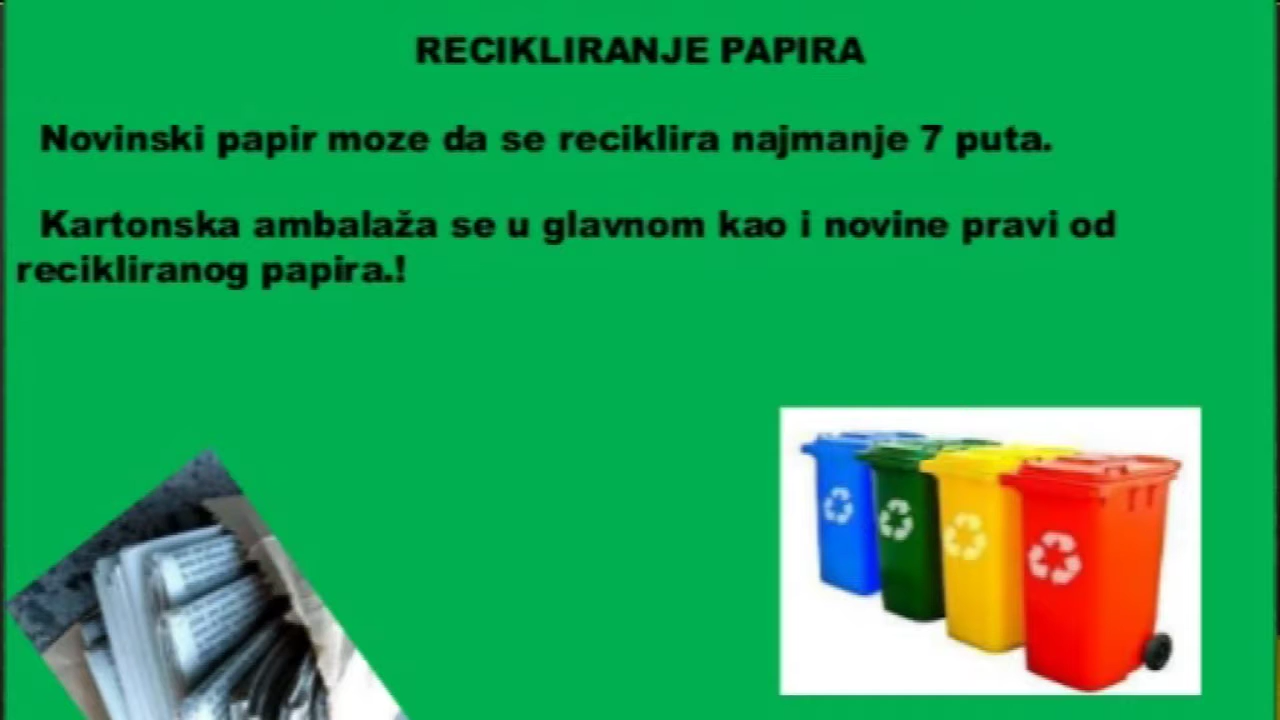 RECIKLIRANJE PAPIRA
Novinski papir moze da se reciklira najmanje 7 puta.
Kartonska ambalaža se u glavnom kao i novine pravi od
recikliranog papira.!